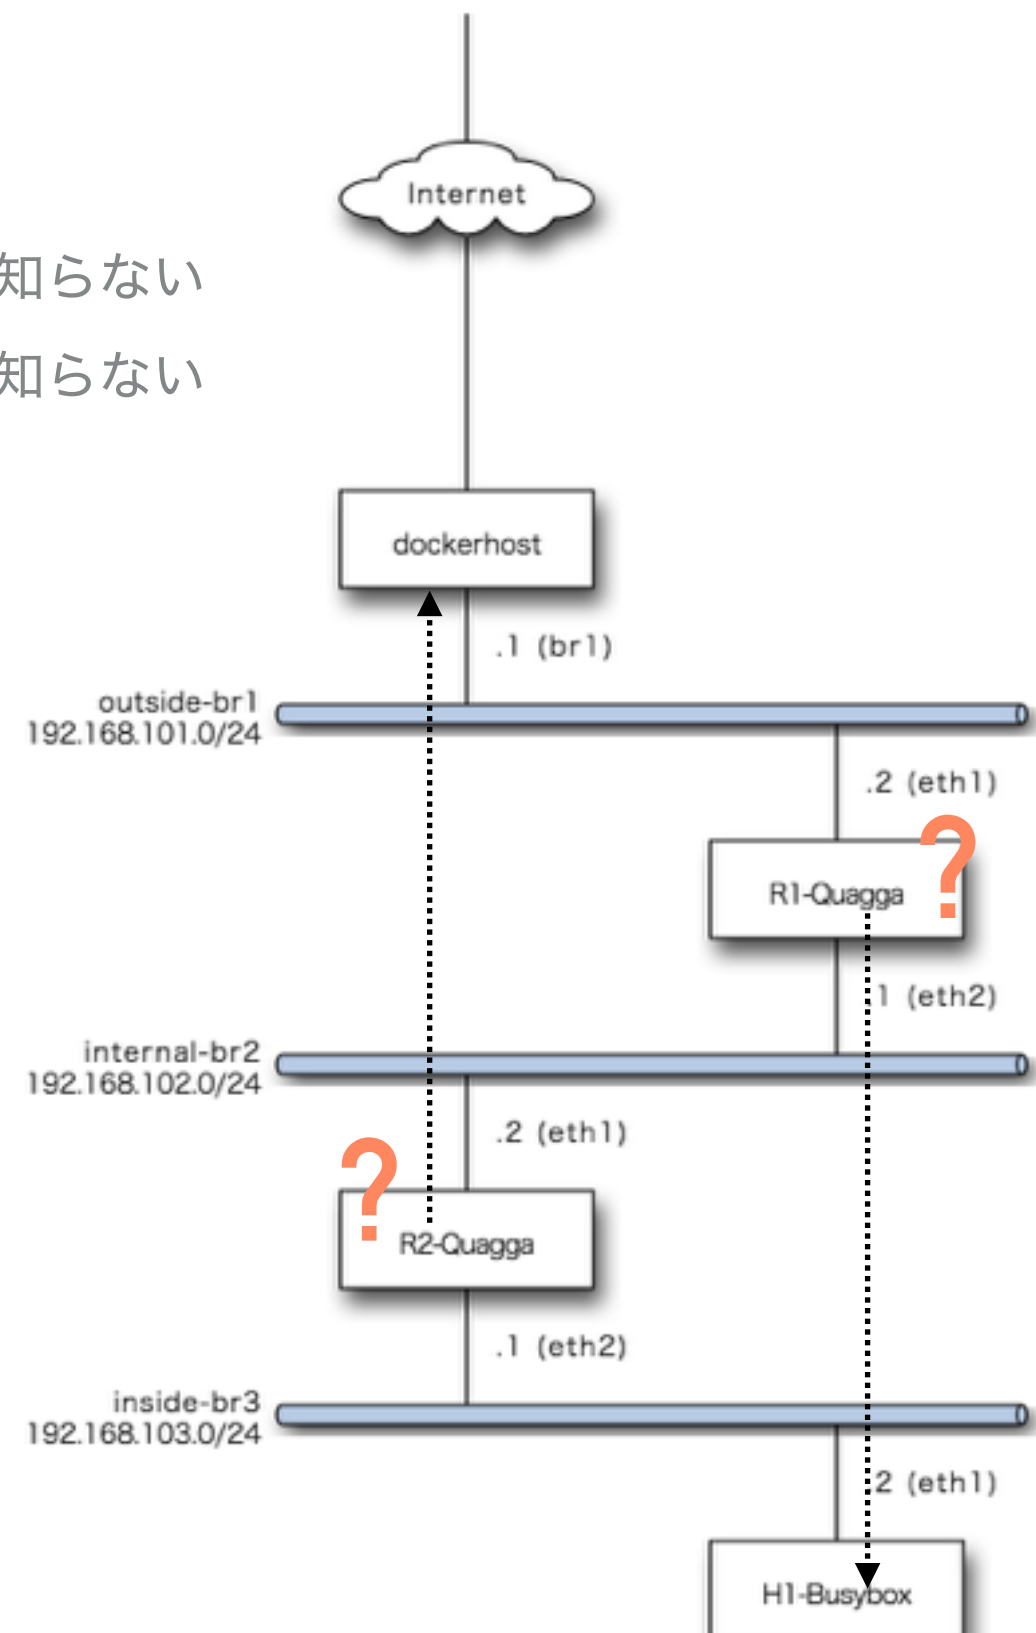 Internet
知らない
知らない
dockerhost
.1 (br1)
outside-br1
192.168.101.0/24
.2 (eth1)
?
R1-Quagga
.1 (eth2)
internal-br2
192.168.102.0/24
.2 (eth1)
?
R2-Quagga
.1 (eth2)
inside-br3
192.168.103.0/24
.2 (eth1)
H1-Busybox